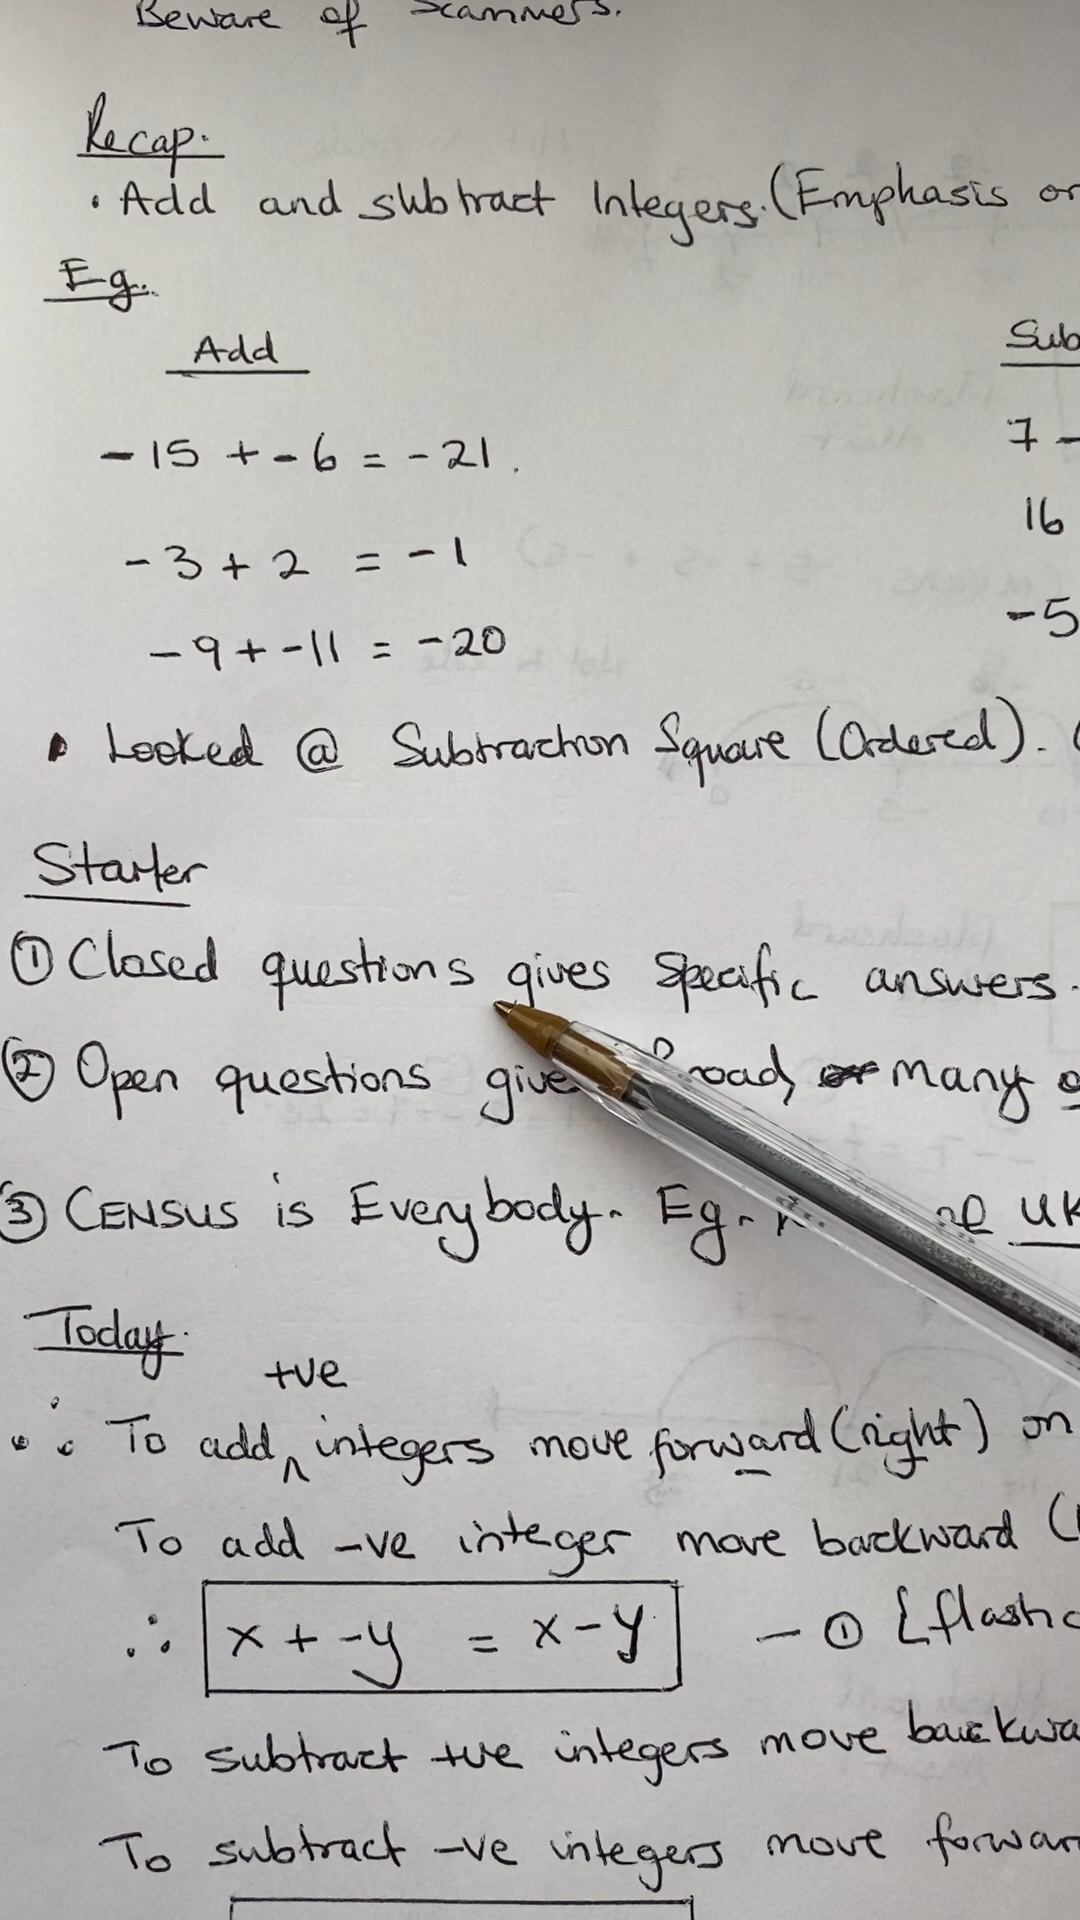 Beware of Scammers.
Recap.
• Add and subtract Integers. (Emphasis on
Eg.
Add
Sub
-15 + -6 = -21.
7 -
-3 + 2 = -1
16
-9 + -11 = -20
-5
• Looked @ Subtraction Square (Ordered). (
Starter
① Closed questions gives specific answers.
② Open questions give many
③ CENSUS is Everybody. Eg. of UK
Today.
+ve
∴ To add ∧ integers move forward (right) on
To add -ve integer move backward (
∴ x + -y = x - y - ① {flashc
To subtract +ve integers move backwa
To subtract -ve integers move forwar